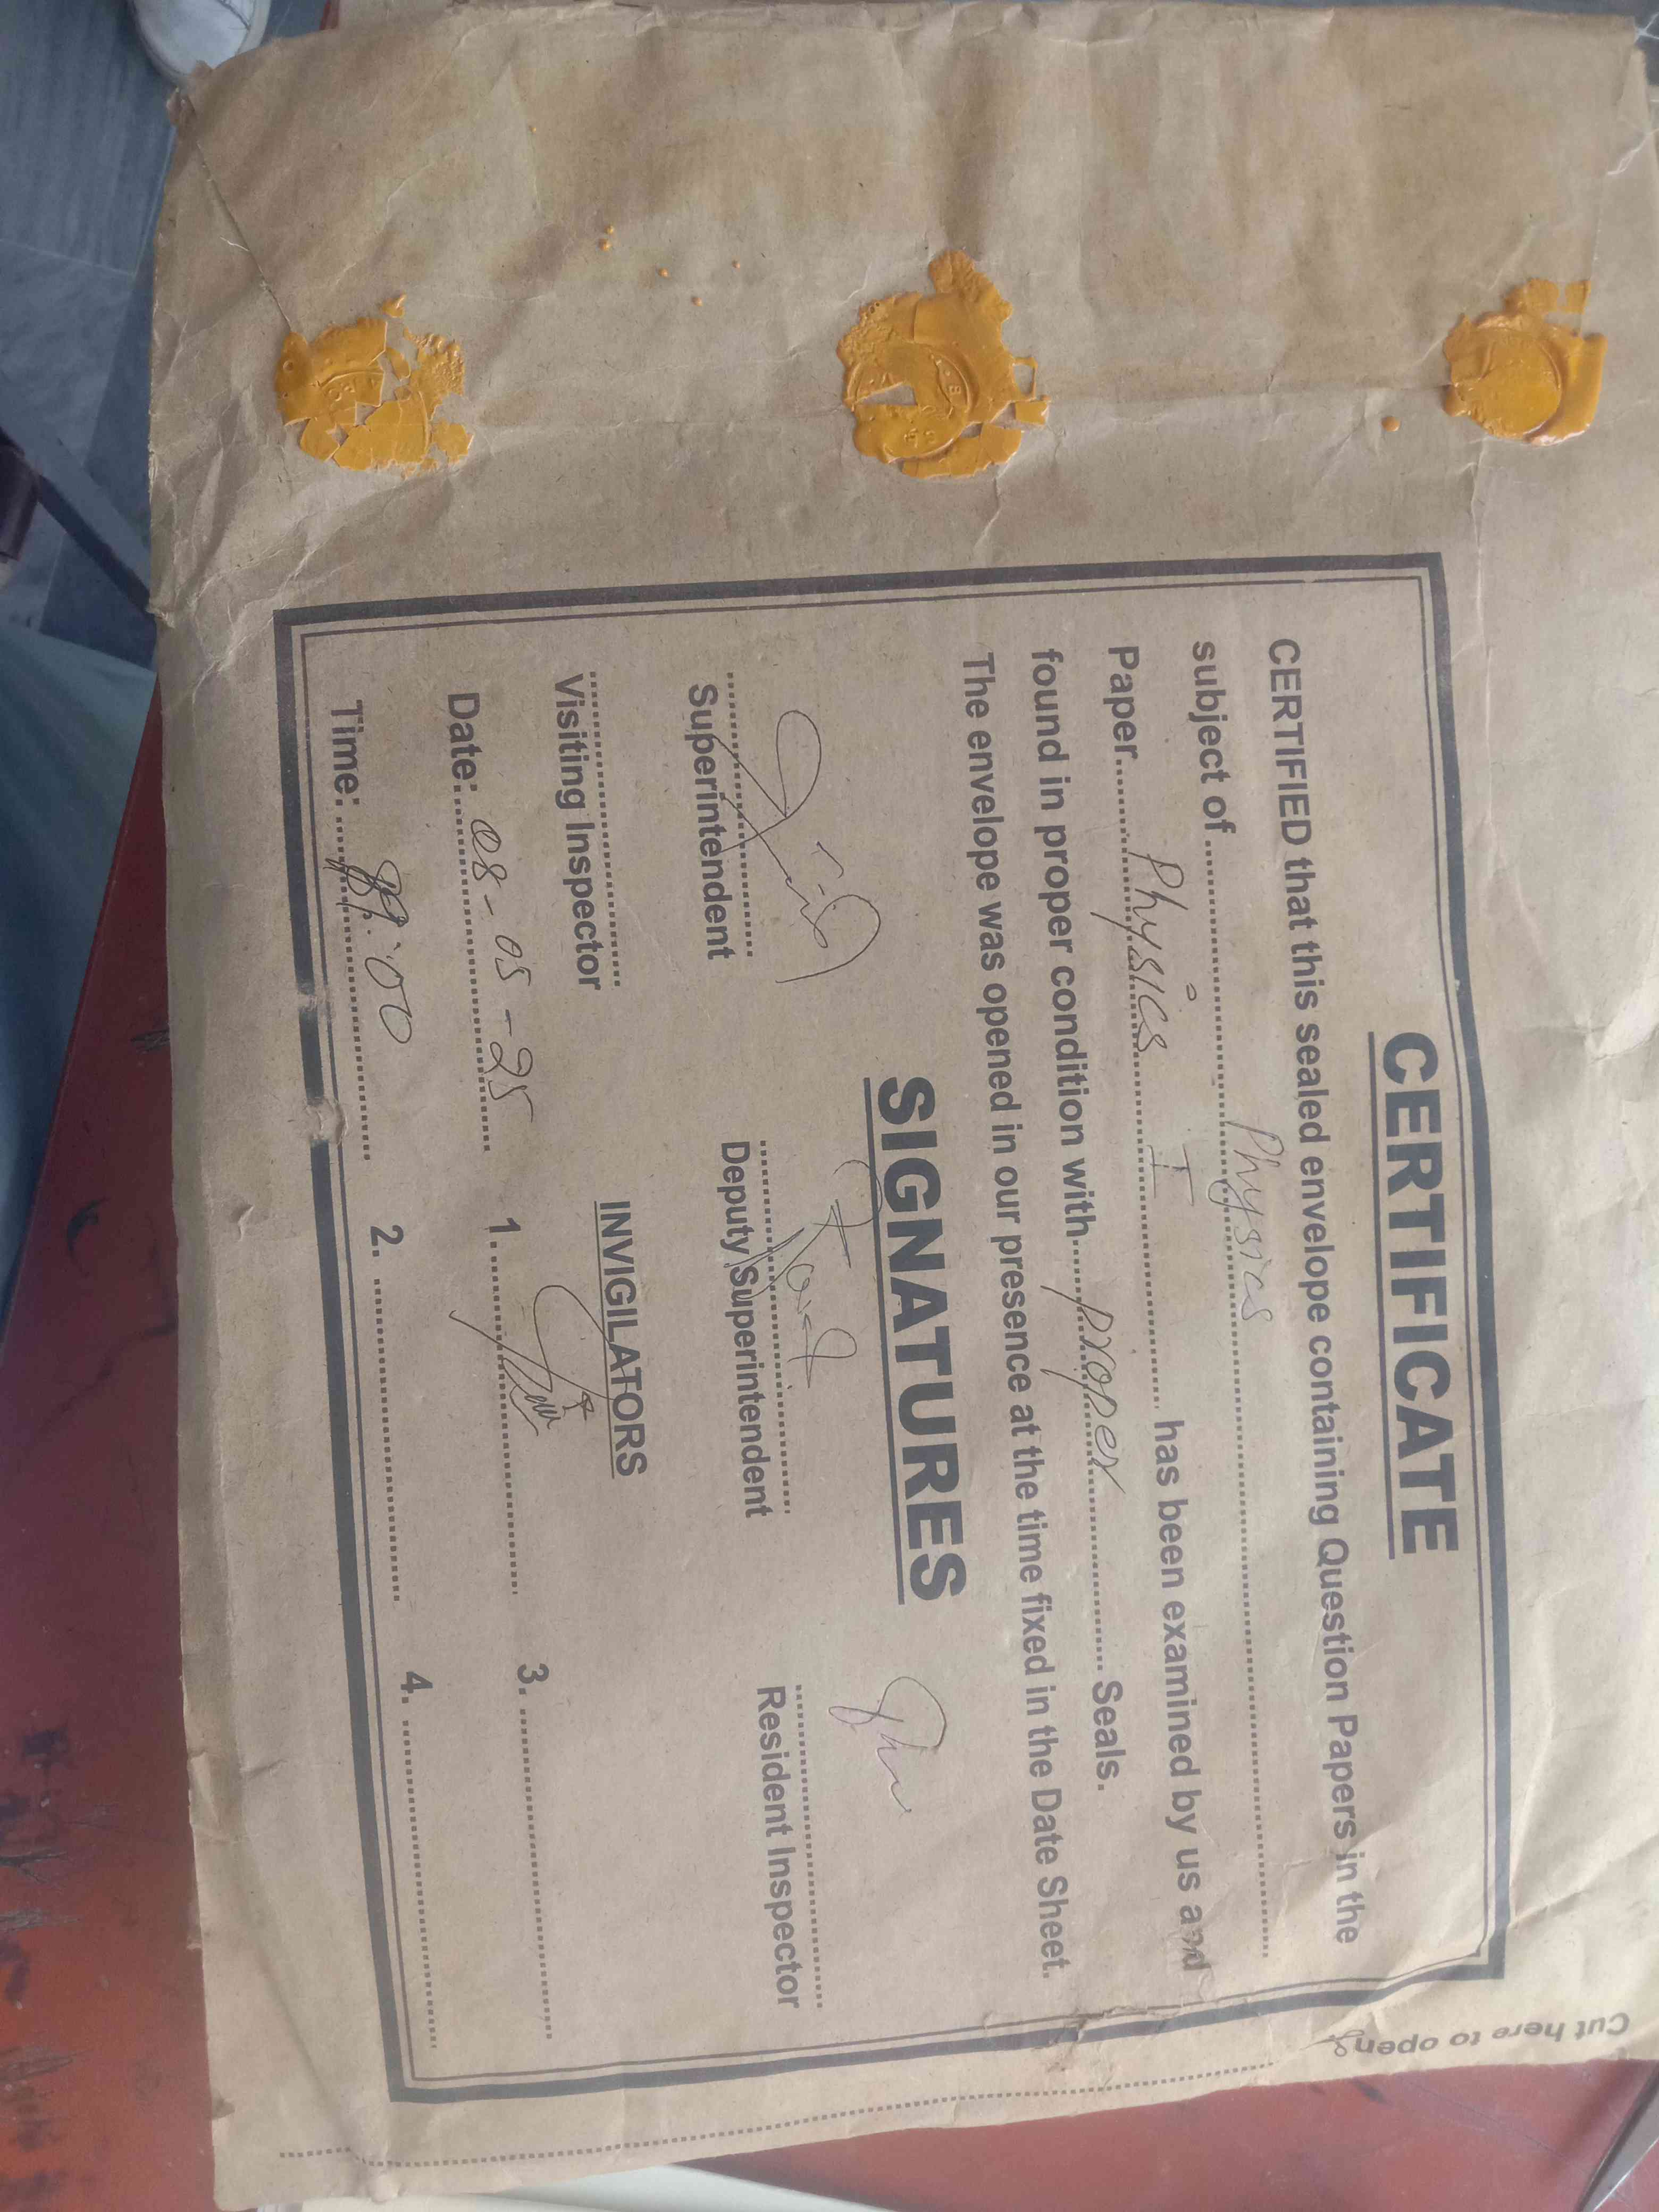 CERTIFICATE
CERTIFIED that this sealed envelope containing Question Papers in the
subject of Physics
Paper Physics I has been examined by us and
found in proper condition with proper Seals.
The envelope was opened in our presence at the time fixed in the Date Sheet.
SIGNATURES
Superintendent Deputy Superintendent Resident Inspector
Visiting Inspector INVIGILATORS
Date: 08-05-25 1. 3.
Time: :00 2. 4.
Cut here to open